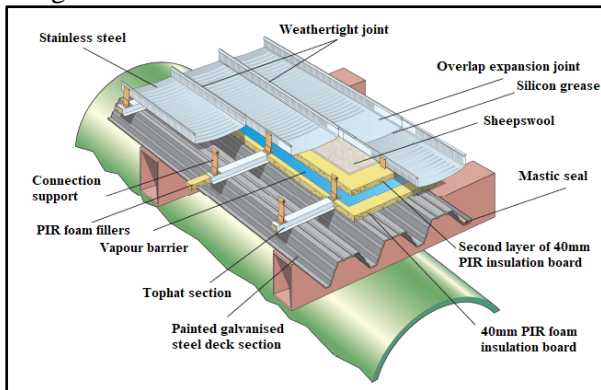 Weathertight joint
Stainless steel
Overlap expansion joint
Silicon grease
Sheepswool
Connection
support
Mastic seal
PIR foam fillers
Vapour barrier
Second layer of 40mm
PIR insulation board
Tophat section
Painted galvanised
steel deck section
40mm PIR foam
insulation board